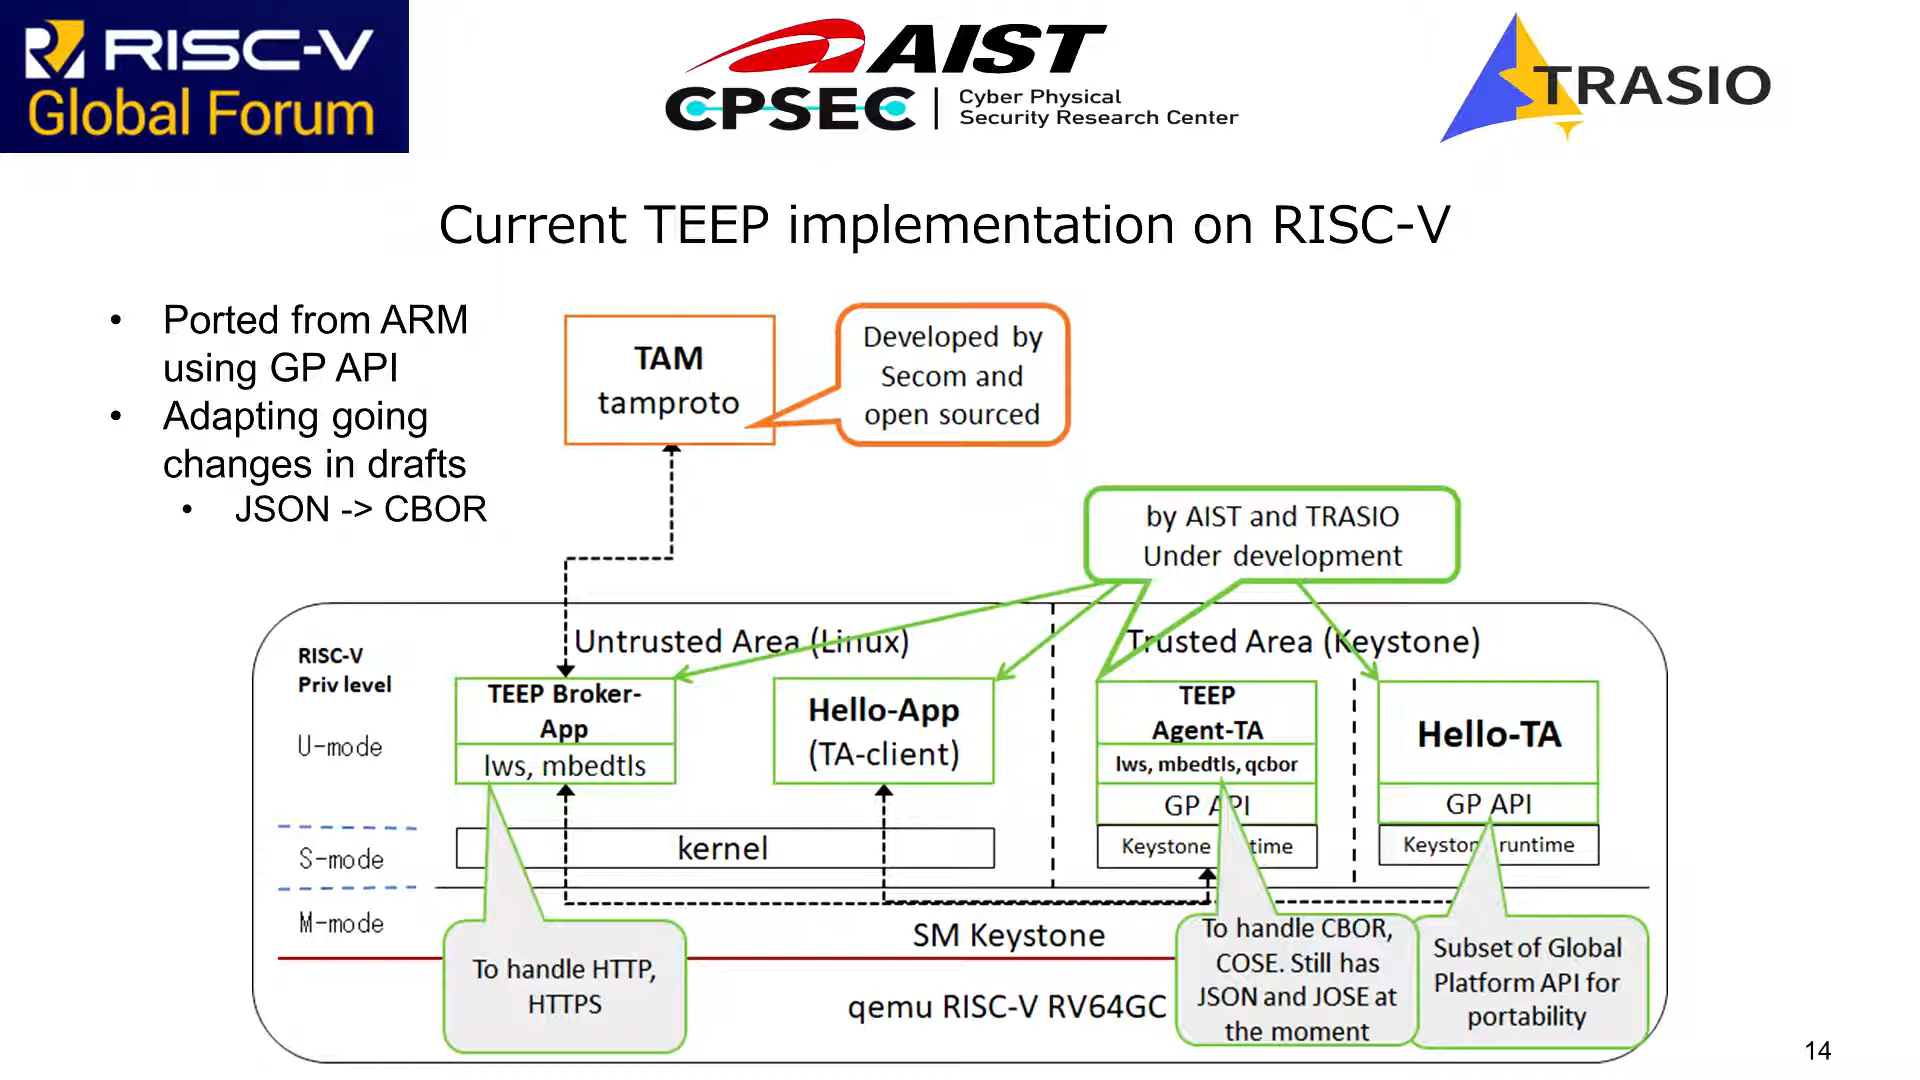 RISC-V
Global Forum
AIST
CPSEC
Cyber Physical
Security Research Center
TRASIO
Current TEEP implementation on RISC-V
• Ported from ARM
using GP API
• Adapting going
changes in drafts
• JSON -> CBOR
TAM
tamproto
Developed by
Secom and
open sourced
by AIST and TRASIO
Under development
Untrusted Area (Linux)
Trusted Area (Keystone)
RISC-V
Priv level
U-mode
S-mode
M-mode
TEEP Broker-
App
lws, mbedtls
Hello-App
(TA-client)
TEEP
Agent-TA
lws, mbedtls, qcbor
GP API
Keystone time
Hello-TA
GP API
Keystone runtime
kernel
SM Keystone
qemu RISC-V RV64GC
To handle HTTP,
HTTPS
To handle CBOR,
COSE. Still has
JSON and JOSE at
the moment
Subset of Global
Platform API for
portability
14